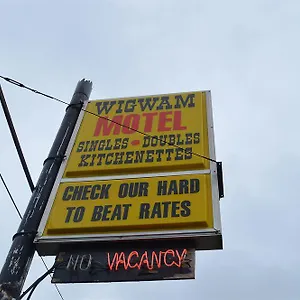 WIGWAM
MOTEL
SINGLES • DOUBLES
KITCHENETTES
CHECK OUR HARD
TO BEAT RATES
NO VACANCY